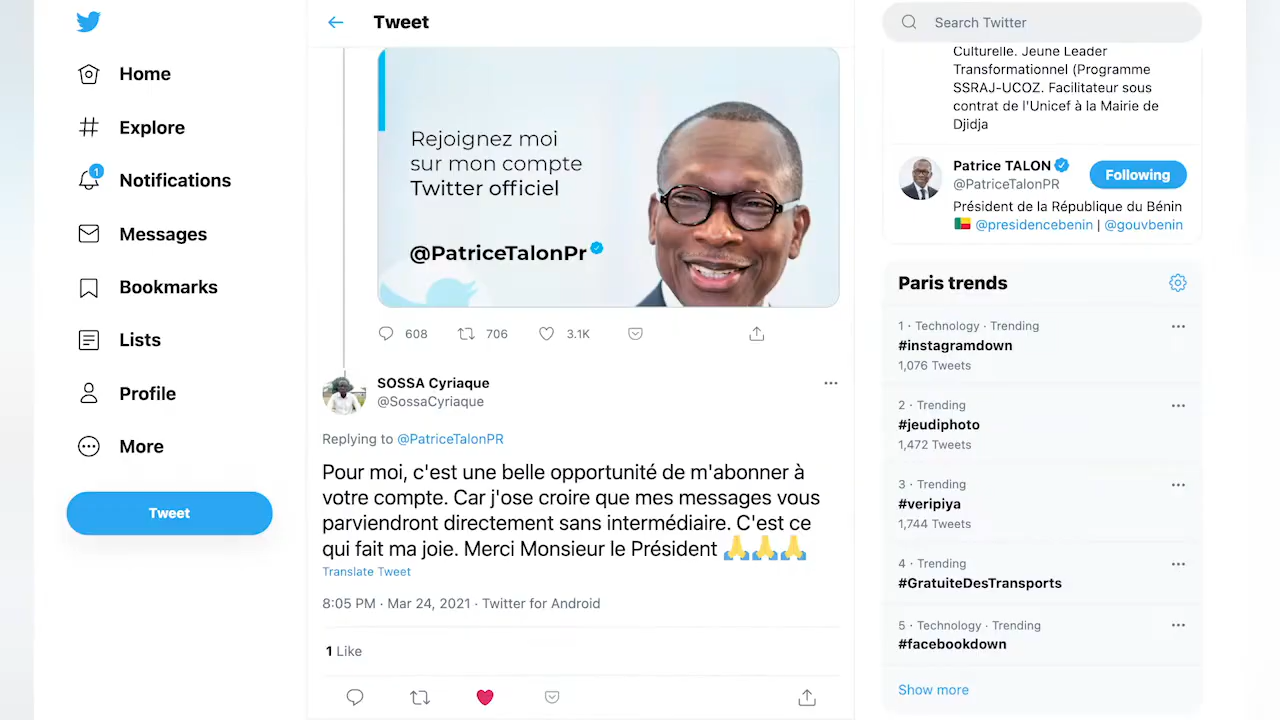 Home
Explore
1
Notifications
Messages
Bookmarks
Lists
Profile
More
Tweet
Tweet
Rejoignez moi
sur mon compte
Twitter officiel
@PatriceTalonPr
608 706 3.1K
SOSSA Cyriaque
@SossaCyriaque
Replying to @PatriceTalonPR
Pour moi, c'est une belle opportunité de m'abonner à
votre compte. Car j'ose croire que mes messages vous
parviendront directement sans intermédiaire. C'est ce
qui fait ma joie. Merci Monsieur le Président 🙏🙏🙏
Translate Tweet
8:05 PM · Mar 24, 2021 · Twitter for Android
1 Like
Search Twitter
Culturelle. Jeune Leader
Transformationnel (Programme
SSRAJ-UCOZ. Facilitateur sous
contrat de l'Unicef à la Mairie de
Djidja
Patrice TALON
@PatriceTalonPR
Following
Président de la République du Bénin
🇧🇯 @presidencebenin | @gouvbenin
Paris trends
1 · Technology · Trending
#instagramdown
1,076 Tweets
2 · Trending
#jeudiphoto
1,472 Tweets
3 · Trending
#veripiya
1,744 Tweets
4 · Trending
#GratuiteDesTransports
5 · Technology · Trending
#facebookdown
Show more